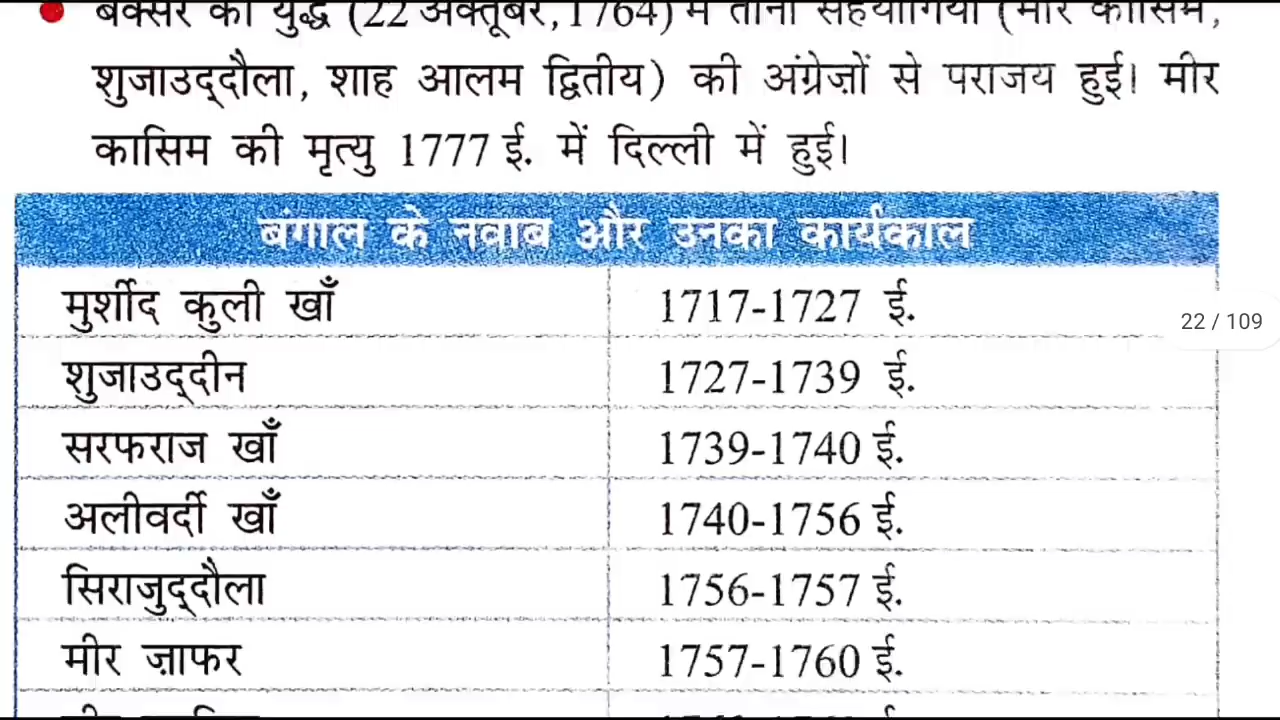 बक्सर का युद्ध (22 अक्तूबर, 1764) में तीनों सहयोगियों (मीर कासिम,
शुजाउद्‌दौला, शाह आलम द्वितीय) की अंग्रेज़ों से पराजय हुई। मीर
कासिम की मृत्यु 1777 ई. में दिल्ली में हुई।
बंगाल के नवाब और उनका कार्यकाल
मुर्शीद कुली खाँ 1717-1727 ई.
22 / 109
शुजाउद्‌दीन 1727-1739 ई.
सरफराज खाँ 1739-1740 ई.
अलीवर्दी खाँ 1740-1756 ई.
सिराजुद्‌दौला 1756-1757 ई.
मीर ज़ाफर 1757-1760 ई.